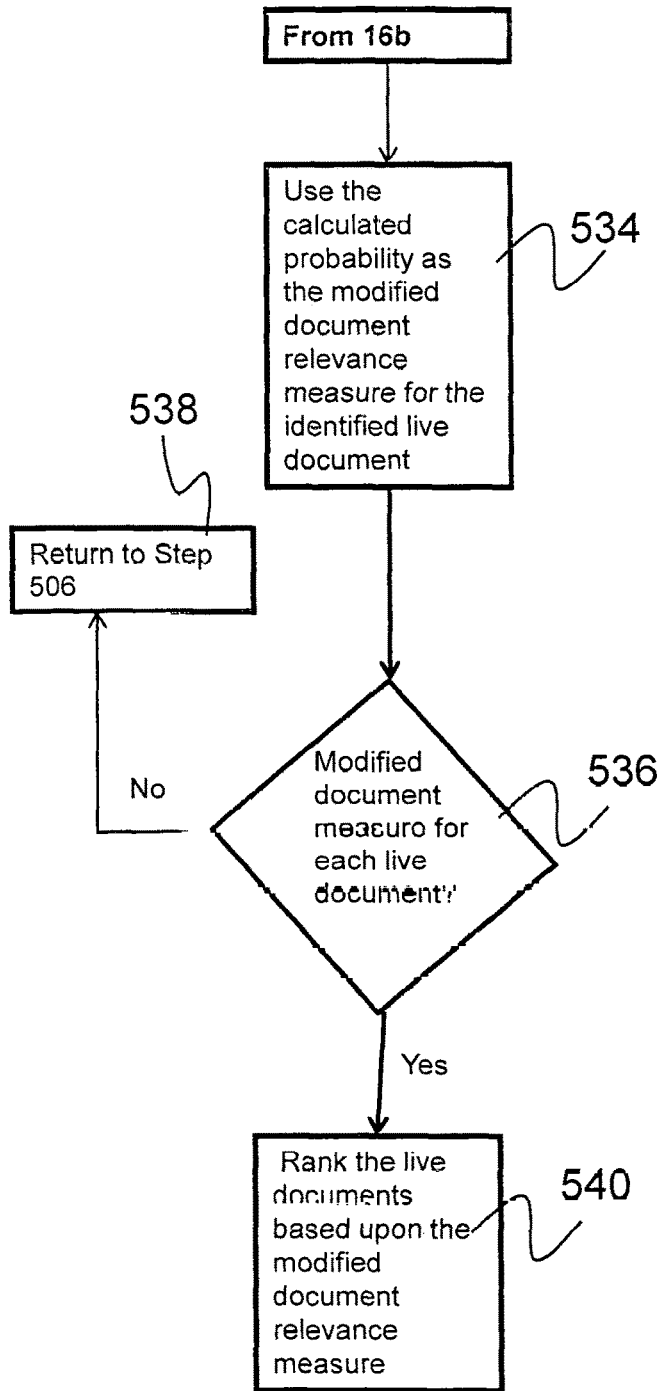 From 16b
Use the
calculated
probability as
the modified
document
relevance
measure for the
identified live
document
534
538
Return to Step
506
No
Modified
document
measure for
each live
document?
536
Yes
Rank the live
documents
based upon the
modified
document
relevance
measure
540